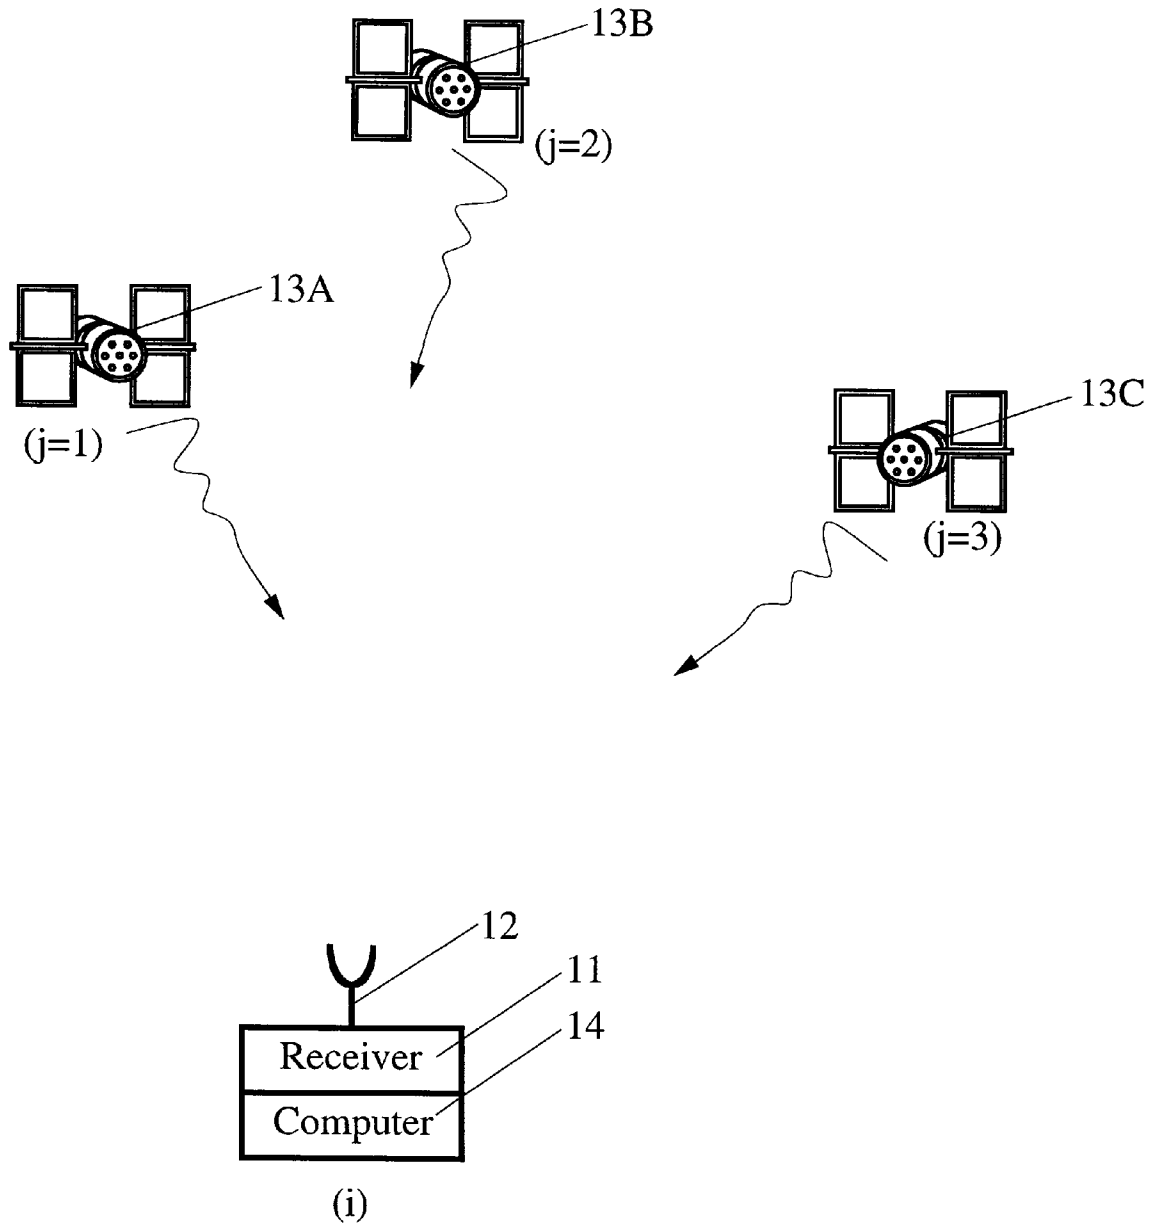 13B
(j=2)
13A
(j=1)
13C
(j=3)
12
11
Receiver
14
Computer
(i)